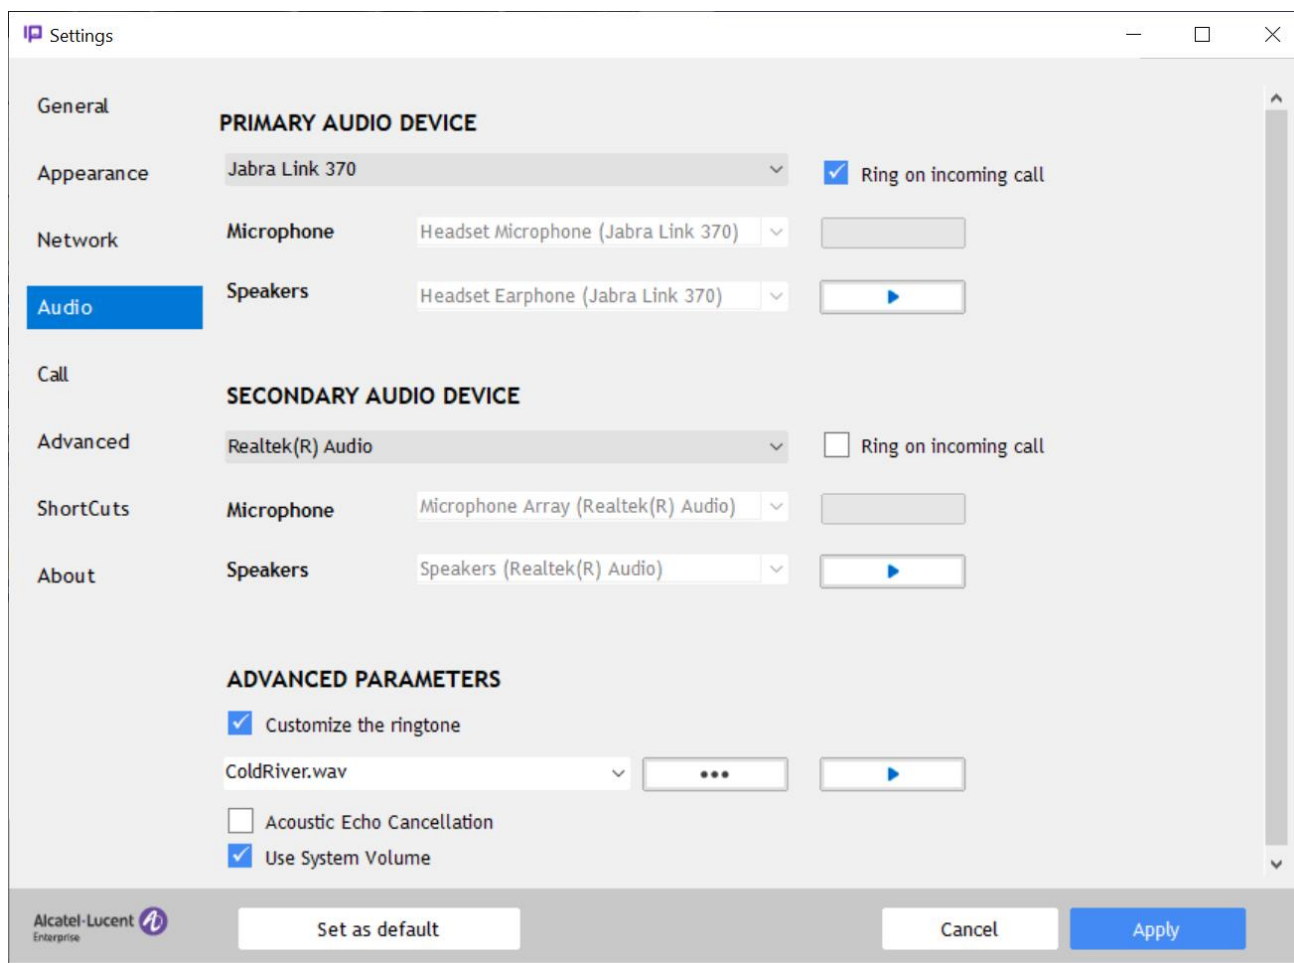 Settings
General
Appearance
Network
Audio
Call
Advanced
ShortCuts
About
PRIMARY AUDIO DEVICE
Jabra Link 370
Ring on incoming call
Microphone
Headset Microphone (Jabra Link 370)
Speakers
Headset Earphone (Jabra Link 370)
SECONDARY AUDIO DEVICE
Realtek(R) Audio
Ring on incoming call
Microphone
Microphone Array (Realtek(R) Audio)
Speakers
Speakers (Realtek(R) Audio)
ADVANCED PARAMETERS
Customize the ringtone
ColdRiver.wav
•••
Acoustic Echo Cancellation
Use System Volume
Alcatel-Lucent
Enterprise
Set as default
Cancel
Apply